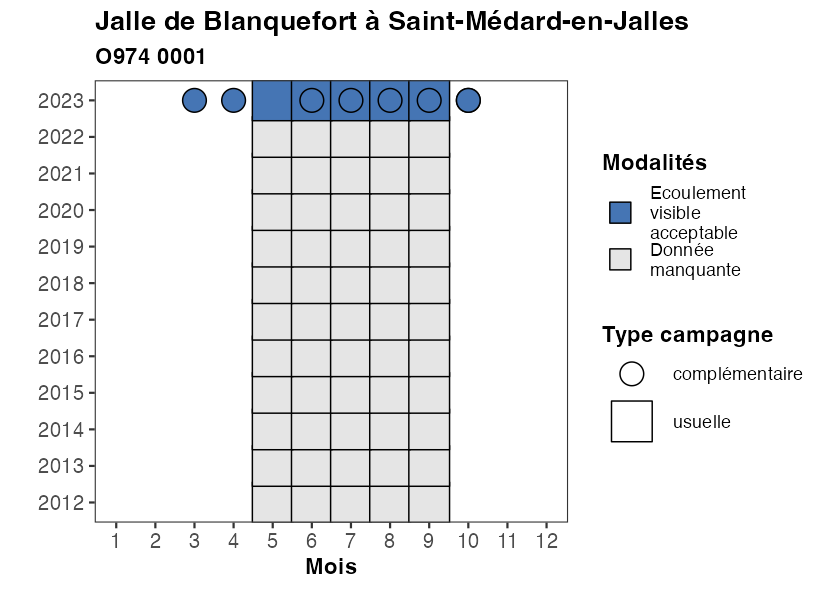 Jalle de Blanquefort à Saint-Médard-en-Jalles
O974 0001
2023
2022
2021
2020
2019
2018
2017
2016
2015
2014
2013
2012
1 2 3 4 5 6 7 8 9 10 11 12
Mois
Modalités
Ecoulement
visible
acceptable
Donnée
manquante
Type campagne
complémentaire
usuelle